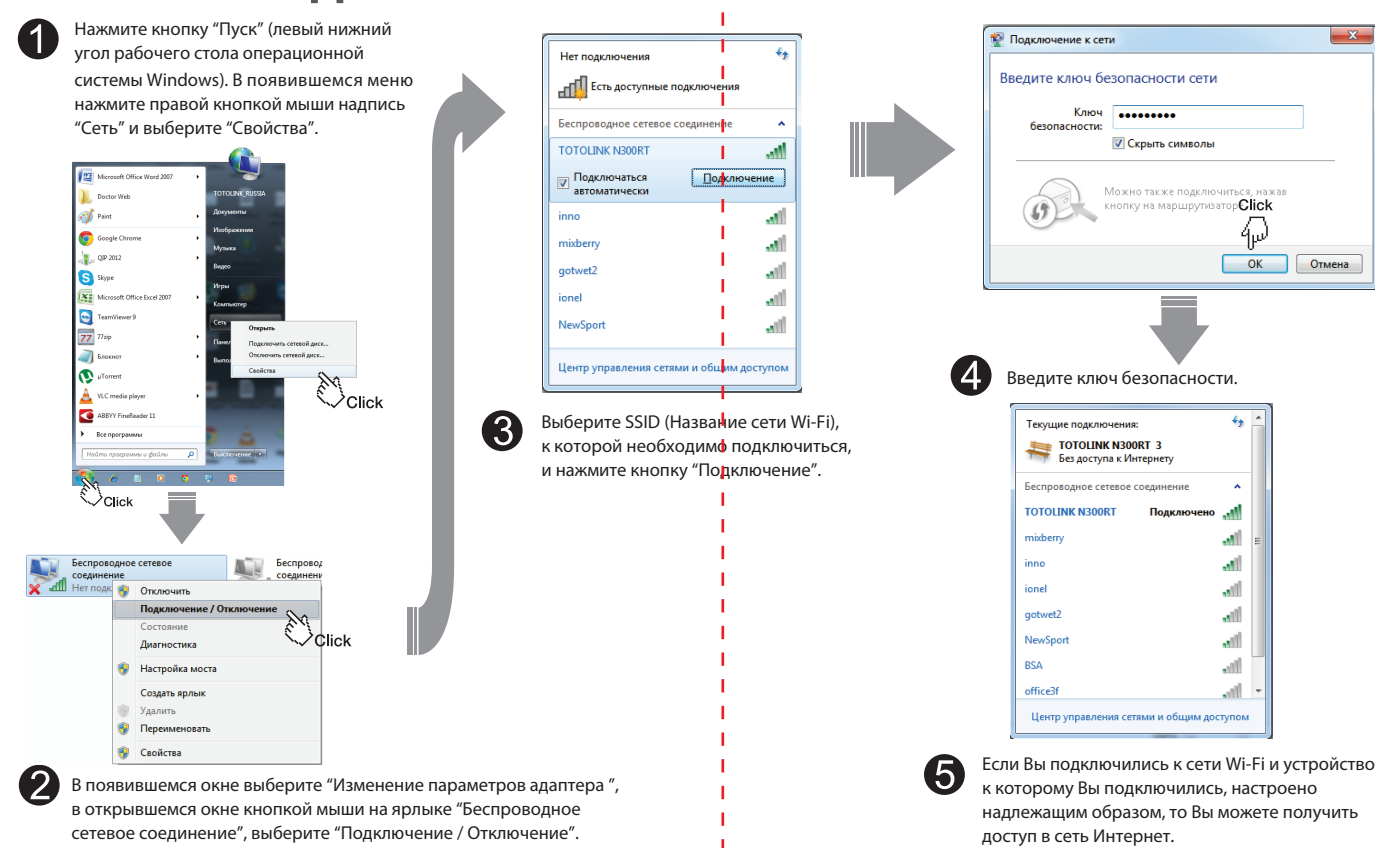 1
Нажмите кнопку “Пуск” (левый нижний
угол рабочего стола операционной
системы Windows). В появившемся меню
нажмите правой кнопкой мыши надпись
“Сеть” и выберите “Свойства”.
Microsoft Office Word 2007
Doctor Web
Paint
Google Chrome
QIP 2012
Skype
Microsoft Office Excel 2007
TeamViewer 9
77zip
Блокнот
µTorrent
VLC media player
ABBYY FineReader 11
Все программы
Найти программы и файлы
TOTOLINK_RUSSIA
Документы
Изображения
Музыка
Видео
Игры
Компьютер
Сеть
Панел
Выпол
Выключение
Открыть
Подключить сетевой диск...
Отключить сетевой диск...
Свойства
Click
Click
Беспроводное сетевое
соединение
Нет подк
Беспровод
соединени
Отключить
Подключение / Отключение
Состояние
Диагностика
Настройка моста
Создать ярлык
Удалить
Переименовать
Свойства
Click
2
В появившемся окне выберите “Изменение параметров адаптера ”,
в открывшемся окне кнопкой мыши на ярлыке “Беспроводное
сетевое соединение”, выберите “Подключение / Отключение”.
Нет подключения
Есть доступные подключения
Беспроводное сетевое соединение
TOTOLINK N300RT
Подключаться
автоматически
Подключение
inno
mixberry
gotwet2
ionel
NewSport
Центр управления сетями и общим доступом
3
Выберите SSID (Название сети Wi-Fi),
к которой необходимо подключиться,
и нажмите кнопку “Подключение”.
Подключение к сети
Введите ключ безопасности сети
Ключ
безопасности:
•••••••••
Скрыть символы
Можно также подключиться, нажав
кнопку на маршрутизатор
Click
OK
Отмена
4
Введите ключ безопасности.
Текущие подключения:
TOTOLINK N300RT 3
Без доступа к Интернету
Беспроводное сетевое соединение
TOTOLINK N300RT Подключено
mixberry
inno
ionel
gotwet2
NewSport
BSA
office3f
Центр управления сетями и общим доступом
5
Если Вы подключились к сети Wi-Fi и устройство
к которому Вы подключились, настроено
надлежащим образом, то Вы можете получить
доступ в сеть Интернет.